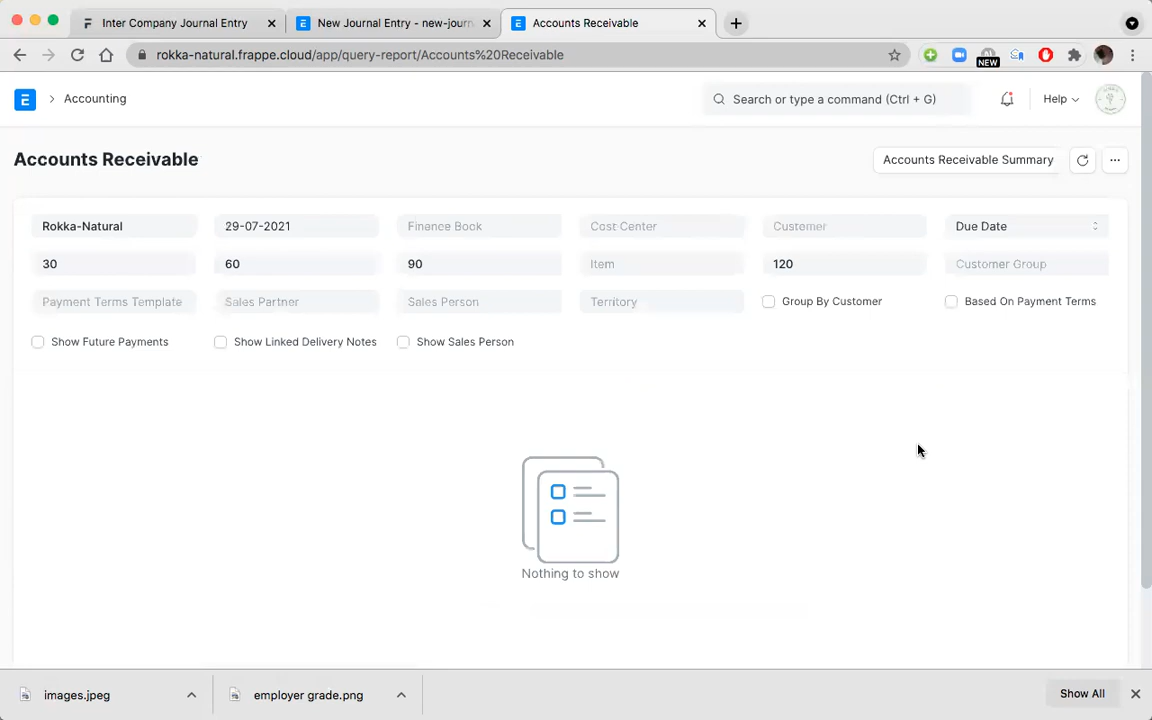 Inter Company Journal Entry
New Journal Entry - new-journ
Accounts Receivable
rokka-natural.frappe.cloud/app/query-report/Accounts%20Receivable
NEW
E
Accounting
Search or type a command (Ctrl + G)
Help
Accounts Receivable
Accounts Receivable Summary
Rokka-Natural
29-07-2021
Finance Book
Cost Center
Customer
Due Date
30
60
90
Item
120
Customer Group
Payment Terms Template
Sales Partner
Sales Person
Territory
Group By Customer
Based On Payment Terms
Show Future Payments
Show Linked Delivery Notes
Show Sales Person
Nothing to show
images.jpeg
employer grade.png
Show All